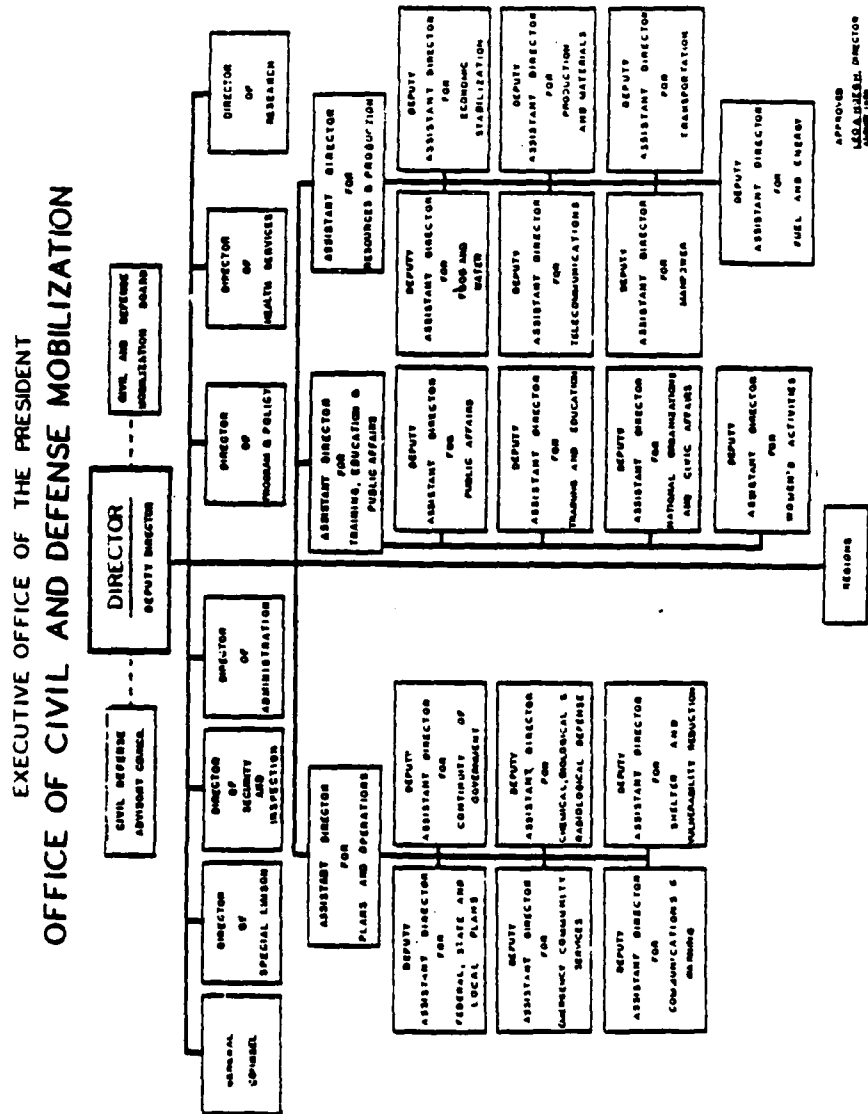 EXECUTIVE OFFICE OF THE PRESIDENT
OFFICE OF CIVIL AND DEFENSE MOBILIZATION
CIVIL DEFENSE
ADVISORY COUNCIL
DIRECTOR
DEPUTY DIRECTOR
CIVIL AND DEFENSE
MOBILIZATION BOARD
GENERAL
COUNSEL
DIRECTOR
OF
SPECIAL LIAISON
DIRECTOR
OF SECURITY
AND
INSPECTION
DIRECTOR
OF
ADMINISTRATION
DIRECTOR
OF
PROGRAM & POLICY
DIRECTOR
OF
HEALTH SERVICES
DIRECTOR
OF
RESEARCH
ASSISTANT DIRECTOR
FOR
PLANS AND OPERATIONS
ASSISTANT DIRECTOR
FOR
TRAINING, EDUCATION &
PUBLIC AFFAIRS
ASSISTANT DIRECTOR
FOR
RESOURCES & PRODUCTION
DEPUTY
ASSISTANT DIRECTOR
FOR
FEDERAL, STATE AND
LOCAL PLANS
DEPUTY
ASSISTANT DIRECTOR
FOR
CONTINUITY OF
GOVERNMENT
DEPUTY
ASSISTANT DIRECTOR
FOR
PUBLIC AFFAIRS
DEPUTY
ASSISTANT DIRECTOR
FOR
FOOD AND
WATER
DEPUTY
ASSISTANT DIRECTOR
FOR
ECONOMIC
STABILIZATION
DEPUTY
ASSISTANT DIRECTOR
FOR
EMERGENCY COMMUNITY
SERVICES
DEPUTY
ASSISTANT DIRECTOR
FOR
CHEMICAL, BIOLOGICAL &
RADIOLOGICAL DEFENSE
DEPUTY
ASSISTANT DIRECTOR
FOR
TRAINING AND EDUCATION
DEPUTY
ASSISTANT DIRECTOR
FOR
TELECOMMUNICATIONS
DEPUTY
ASSISTANT DIRECTOR
FOR
PRODUCTION
AND MATERIALS
DEPUTY
ASSISTANT DIRECTOR
FOR
COMMUNICATIONS &
WARNING
DEPUTY
ASSISTANT DIRECTOR
FOR
SHELTER AND
VULNERABILITY REDUCTION
DEPUTY
ASSISTANT DIRECTOR
FOR
NATIONAL ORGANIZATIONS
AND CIVIC AFFAIRS
DEPUTY
ASSISTANT DIRECTOR
FOR
MANPOWER
DEPUTY
ASSISTANT DIRECTOR
FOR
TRANSPORTATION
DEPUTY
ASSISTANT DIRECTOR
FOR
WOMEN'S ACTIVITIES
DEPUTY
ASSISTANT DIRECTOR
FOR
FUEL AND ENERGY
REGIONS
APPROVED
DIRECTOR